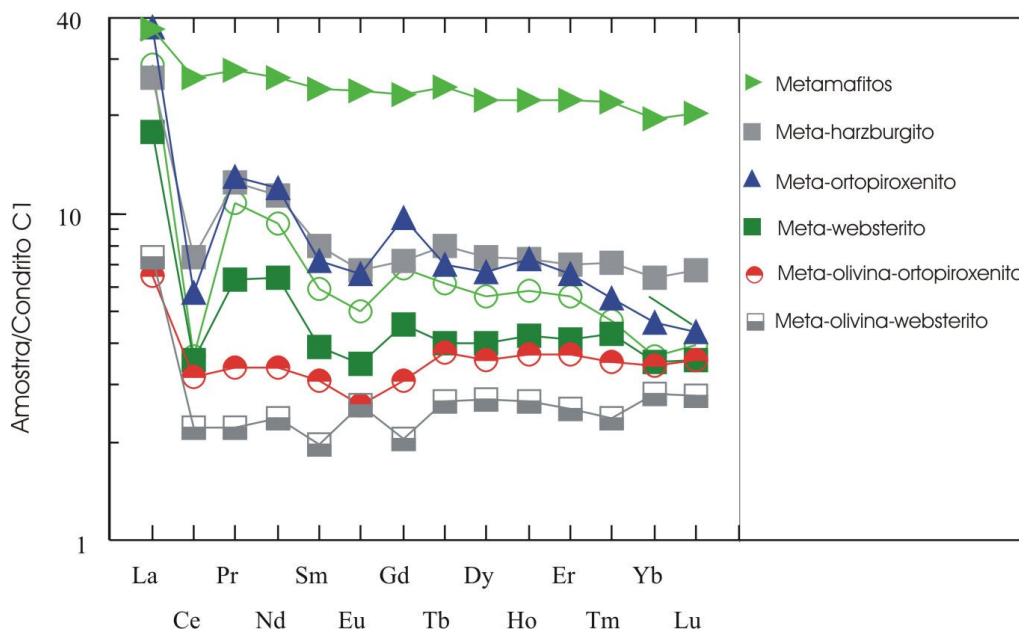 40
10
1
Amostra/Condrito C1
La
Pr
Sm
Gd
Dy
Er
Yb
Ce
Nd
Eu
Tb
Ho
Tm
Lu
Metamafitos
Meta-harzburgito
Meta-ortopiroxenito
Meta-websterito
Meta-olivina-ortopiroxenito
Meta-olivina-websterito